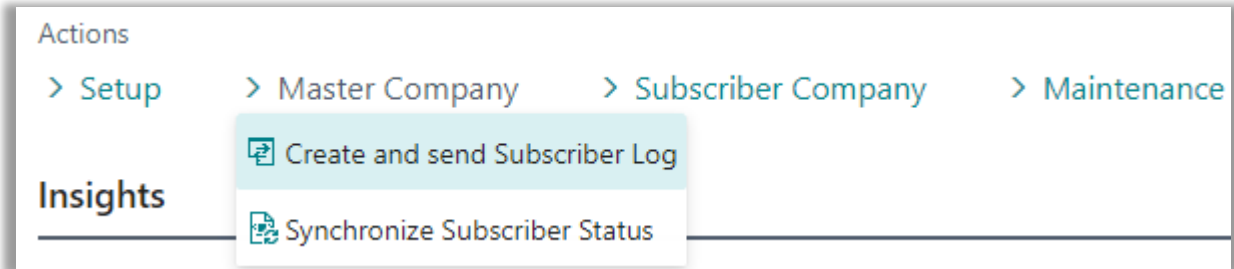 Actions
> Setup > Master Company > Subscriber Company > Maintenance
Create and send Subscriber Log
Insights
Synchronize Subscriber Status